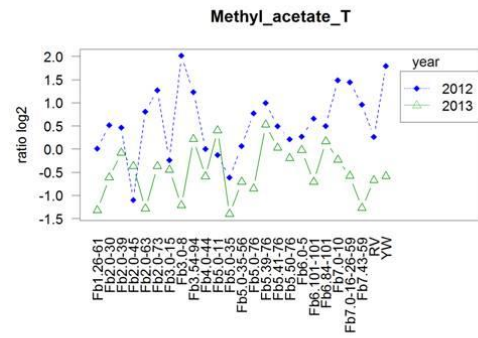 Methyl_acetate_T
year
2012
2013
ratio log2
2.0
1.5
1.0
0.5
0.0
-0.5
-1.0
-1.5
Fb1.26-61
Fb2.0-30
Fb2.0-39
Fb2.0-45
Fb2.0-63
Fb2.0-73
Fb3.0-15
Fb3.0-8
Fb3.54-94
Fb4.0-44
Fb5.0-11
Fb5.0-35
Fb5.0-35-56
Fb5.0-76
Fb5.39-76
Fb5.41-76
Fb5.50-76
Fb6.0-5
Fb6.101-101
Fb6.84-101
Fb7.0-10
Fb7.0-16-22-59
Fb7.43-59
RV
YW